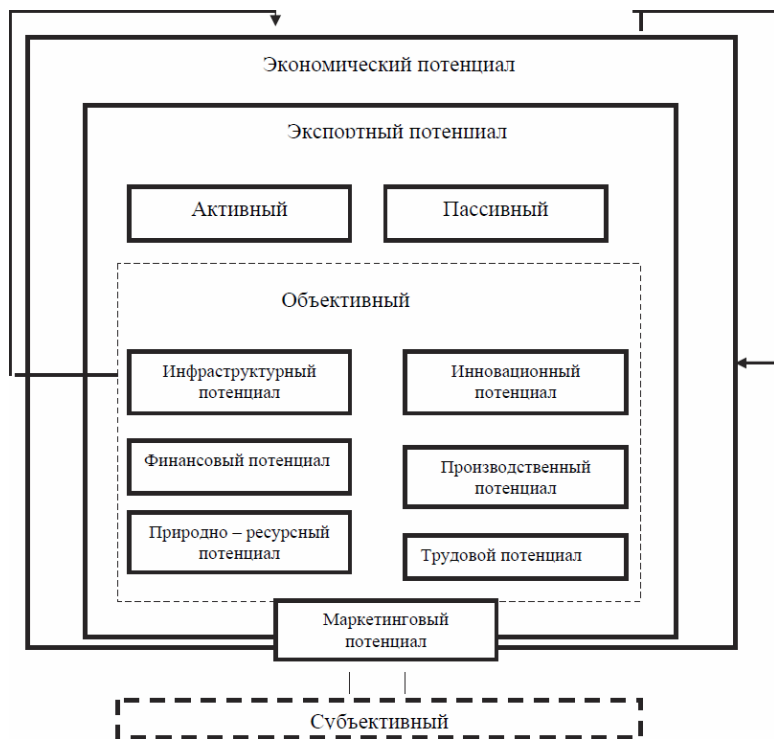 Экономический потенциал
Экспортный потенциал
Активный
Пассивный
Объективный
Инфраструктурный
потенциал
Инновационный
потенциал
Финансовый потенциал
Производственный
потенциал
Природно – ресурсный
потенциал
Трудовой потенциал
Маркетинговый
потенциал
Субъективный